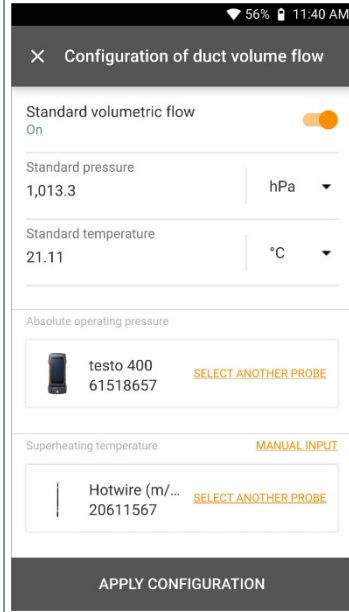 56% 11:40 AM
× Configuration of duct volume flow
Standard volumetric flow
On
Standard pressure
1,013.3 hPa
Standard temperature
21.11 °C
Absolute operating pressure
testo 400
61518657 SELECT ANOTHER PROBE
Superheating temperature MANUAL INPUT
Hotwire (m/...
20611567 SELECT ANOTHER PROBE
APPLY CONFIGURATION